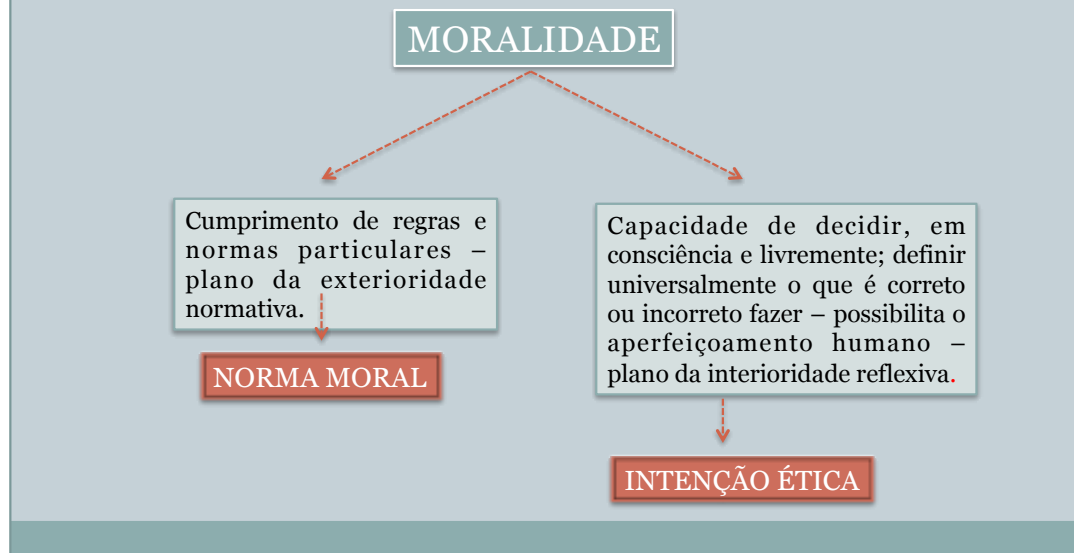 MORALIDADE
Cumprimento de regras e
normas particulares –
plano da exterioridade
normativa.
NORMA MORAL
Capacidade de decidir, em
consciência e livremente; definir
universalmente o que é correto
ou incorreto fazer – possibilita o
aperfeiçoamento humano –
plano da interioridade reflexiva.
INTENÇÃO ÉTICA